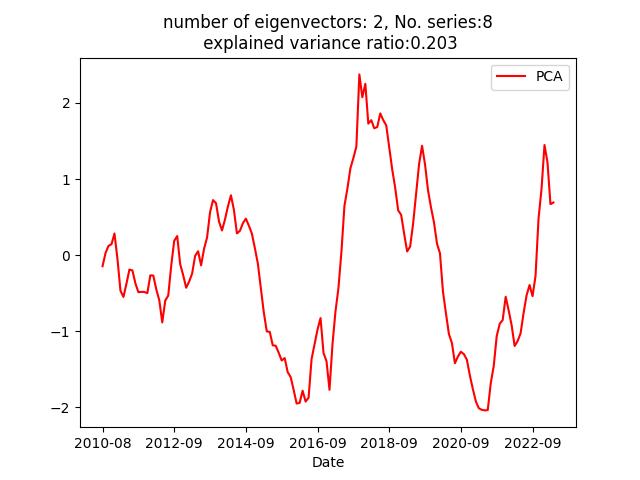 number of eigenvectors: 2, No. series:8
explained variance ratio:0.203
PCA
2
1
0
−1
−2
2010-08 2012-09 2014-09 2016-09 2018-09 2020-09 2022-09
Date